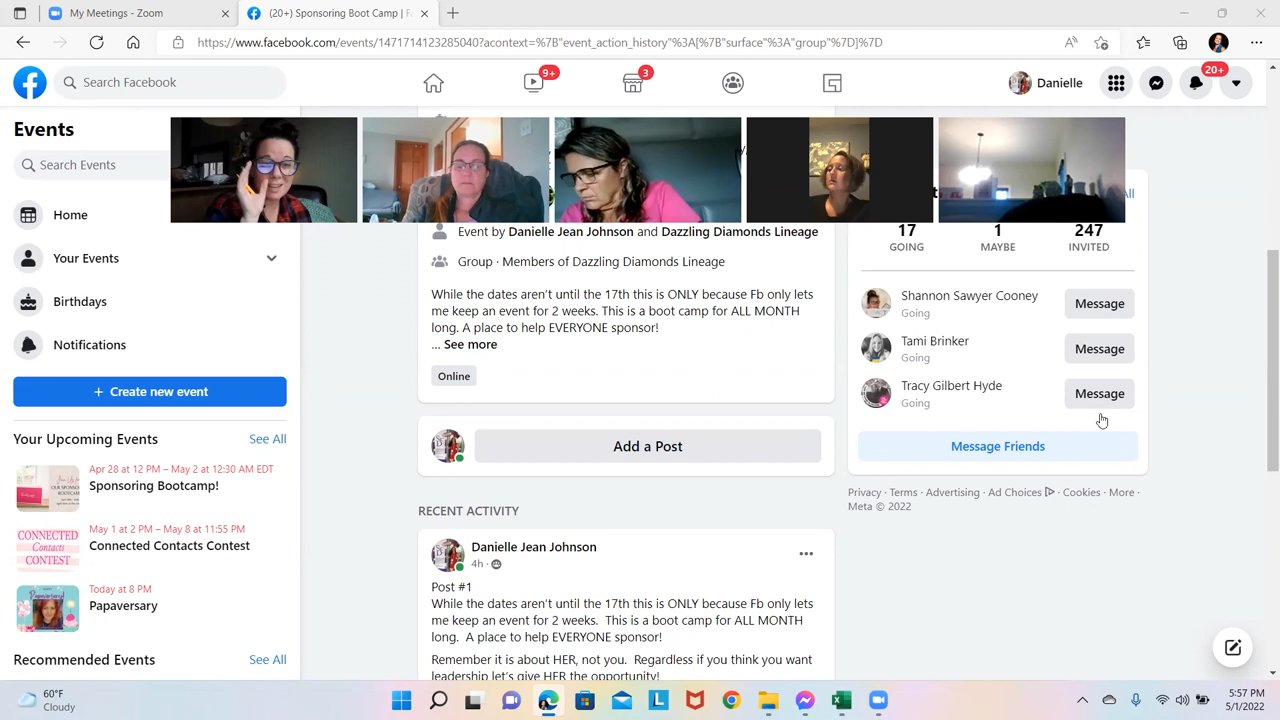 My Meetings - Zoom
(20+) Sponsoring Boot Camp | F
https://www.facebook.com/events/1471714123285040?acontext=%7B"event_action_history"%3A[%7B"surface"%3A"group"%7D]%7D
Search Facebook
9+
3
Danielle
20+
Events
Search Events
Home
Your Events
Birthdays
Notifications
+ Create new event
Your Upcoming Events
See All
Apr 28 at 12 PM – May 2 at 12:30 AM EDT
Sponsoring Bootcamp!
CONNECTED
Contacts
CONTEST
May 1 at 2 PM – May 8 at 11:55 PM
Connected Contacts Contest
Today at 8 PM
Papaversary
Recommended Events
See All
Event by Danielle Jean Johnson and Dazzling Diamonds Lineage
Group · Members of Dazzling Diamonds Lineage
While the dates aren't until the 17th this is ONLY because Fb only lets
me keep an event for 2 weeks. This is a boot camp for ALL MONTH
long. A place to help EVERYONE sponsor!
... See more
Online
Add a Post
RECENT ACTIVITY
Danielle Jean Johnson
4h ·
Post #1
While the dates aren't until the 17th this is ONLY because Fb only lets
me keep an event for 2 weeks. This is a boot camp for ALL MONTH
long. A place to help EVERYONE sponsor!
Remember it is about HER, not you. Regardless if you think you want
leadership let's give HER the opportunity!
All
17
GOING
1
MAYBE
247
INVITED
Shannon Sawyer Cooney
Going
Message
Tami Brinker
Going
Message
Tracy Gilbert Hyde
Going
Message
Message Friends
Privacy · Terms · Advertising · Ad Choices · Cookies · More ·
Meta © 2022
60°F
Cloudy
5:57 PM
5/1/2022